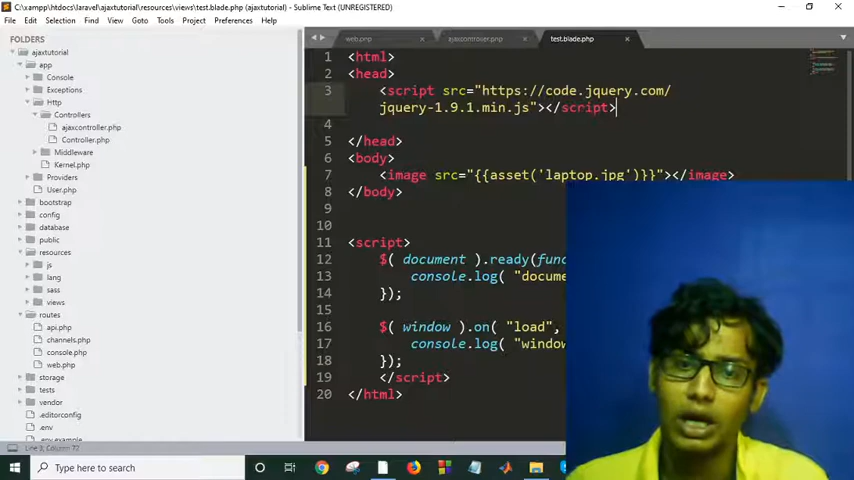 C:\xampp\htdocs\laravel\ajaxtutorial\resources\views\test.blade.php (ajaxtutorial) - Sublime Text (UNREGISTERED)
File Edit Selection Find View Goto Tools Project Preferences Help
FOLDERS
ajaxtutorial
app
Console
Exceptions
Http
Controllers
ajaxcontroller.php
Controller.php
Middleware
Kernel.php
Providers
User.php
bootstrap
config
database
public
resources
js
lang
sass
views
routes
api.php
channels.php
console.php
web.php
storage
tests
vendor
.editorconfig
.env
.env.example
web.php ajaxcontroller.php test.blade.php
1 <html>
2 <head>
3 <script src="https://code.jquery.com/
jquery-1.9.1.min.js"></script>
4
5 </head>
6 <body>
7 <image src="{{asset('laptop.jpg')}}"></image>
8 </body>
9
10
11 <script>
12 $( document ).ready(func
13 console.log( "docume
14 });
15
16 $( window ).on( "load",
17 console.log( "window
18 });
19 </script>
20 </html>
Line 3, Column 77
Type here to search